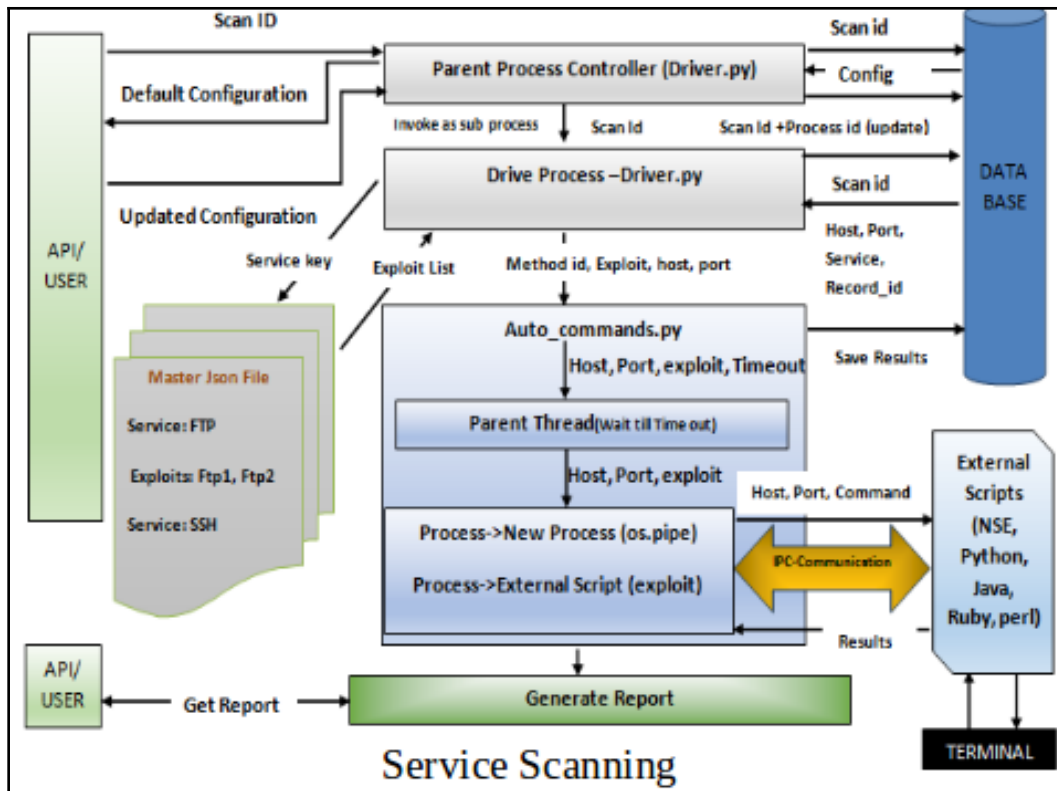 Scan ID
Scan id
Parent Process Controller (Driver.py)
Config
Default Configuration
Invoke as sub process
Scan Id
Scan Id +Process id (update)
Drive Process –Driver.py
Scan id
DATA
BASE
Updated Configuration
API/
USER
Host, Port,
Service,
Record_id
Service key
Exploit List
Method id, Exploit, host, port
Auto_commands.py
Save Results
Host, Port, exploit, Timeout
Master Json File
Service: FTP
Exploits: Ftp1, Ftp2
Service: SSH
Parent Thread(Wait till Time out)
Host, Port, exploit
Host, Port, Command
External
Scripts
(NSE,
Python,
Java,
Ruby, perl)
Process->New Process (os.pipe)
Process->External Script (exploit)
IPC-Communication
Results
API/
USER
Get Report
Generate Report
TERMINAL
Service Scanning